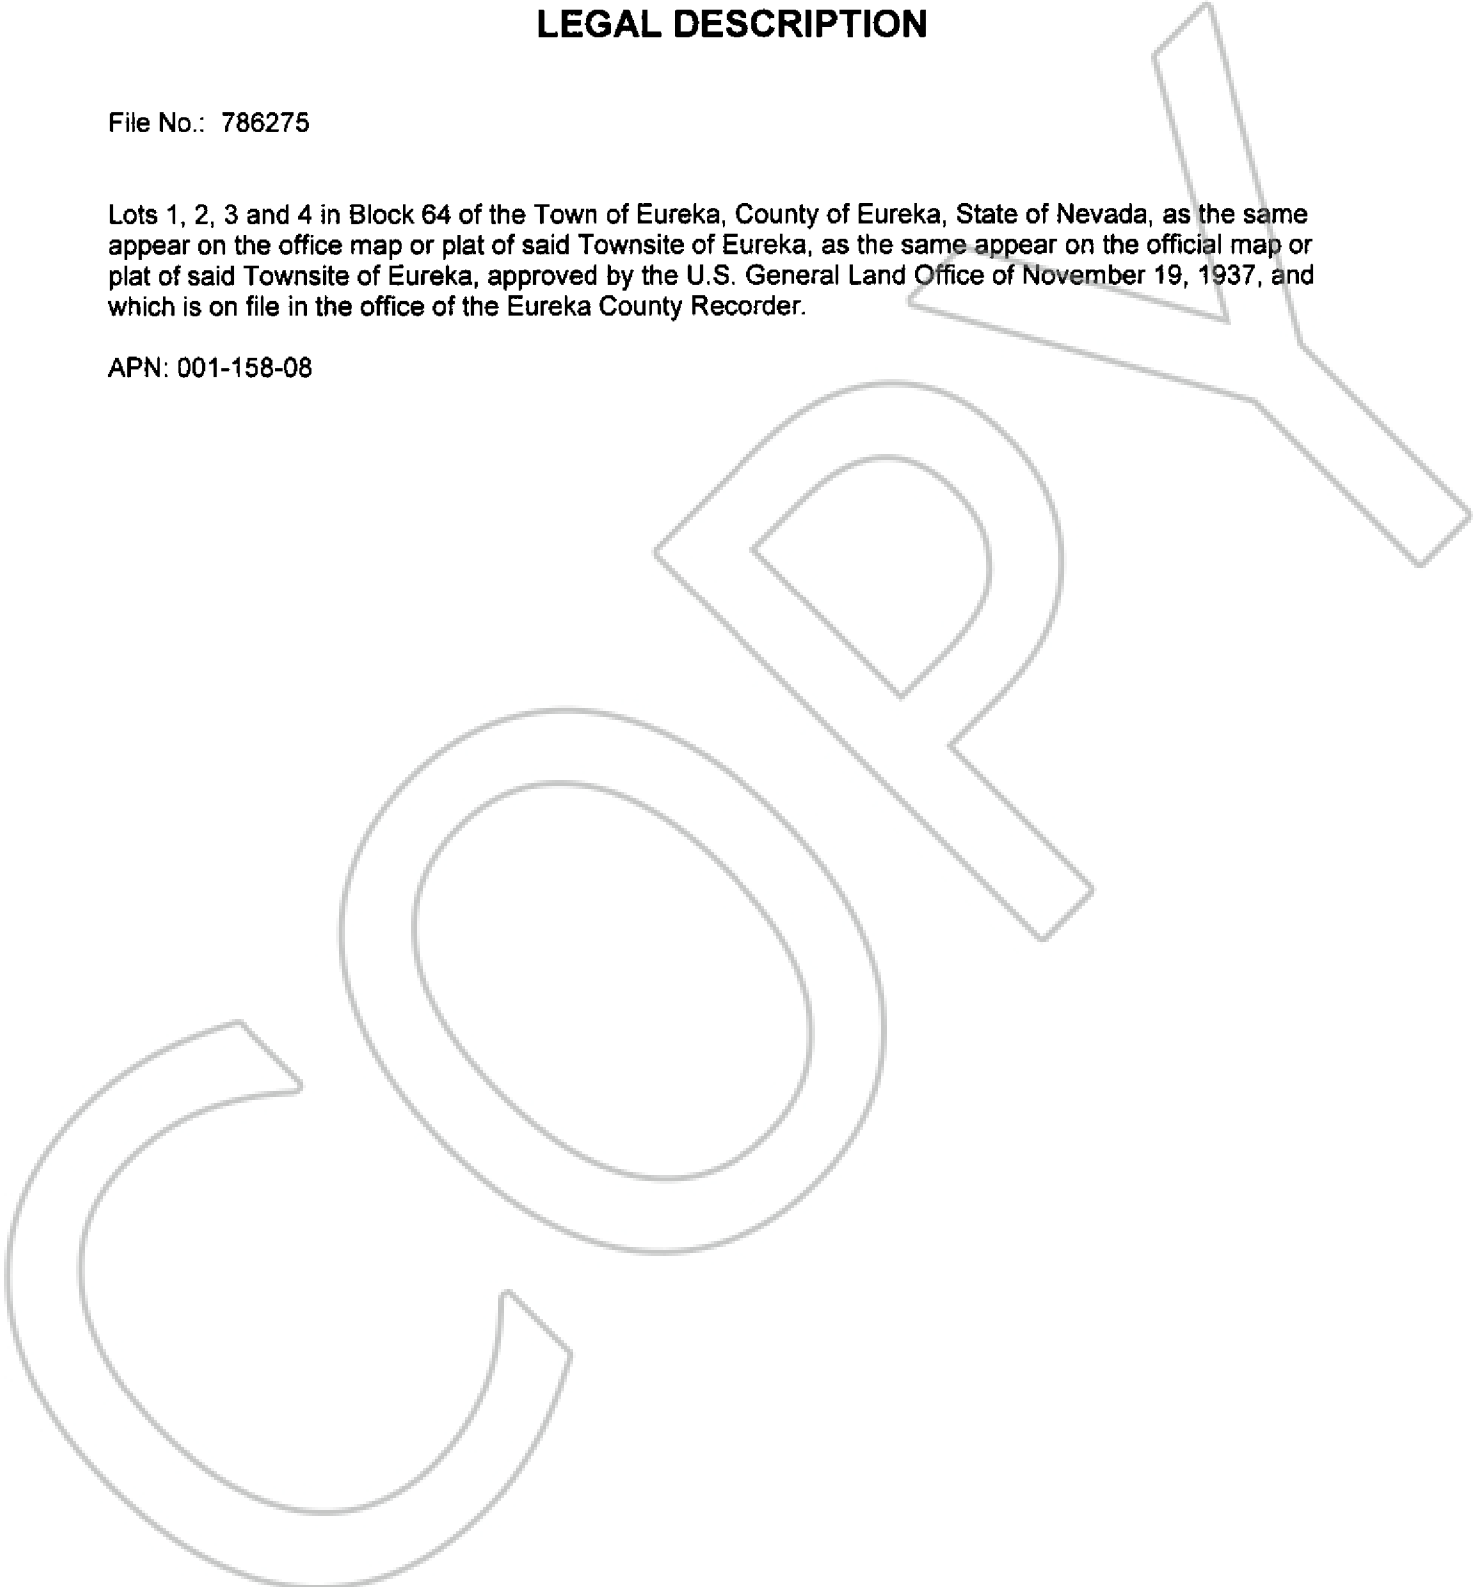 LEGAL DESCRIPTION
File No.: 786275
Lots 1, 2, 3 and 4 in Block 64 of the Town of Eureka, County of Eureka, State of Nevada, as the same
appear on the office map or plat of said Townsite of Eureka, as the same appear on the official map or
plat of said Townsite of Eureka, approved by the U.S. General Land Office of November 19, 1937, and
which is on file in the office of the Eureka County Recorder.
APN: 001-158-08
COPY